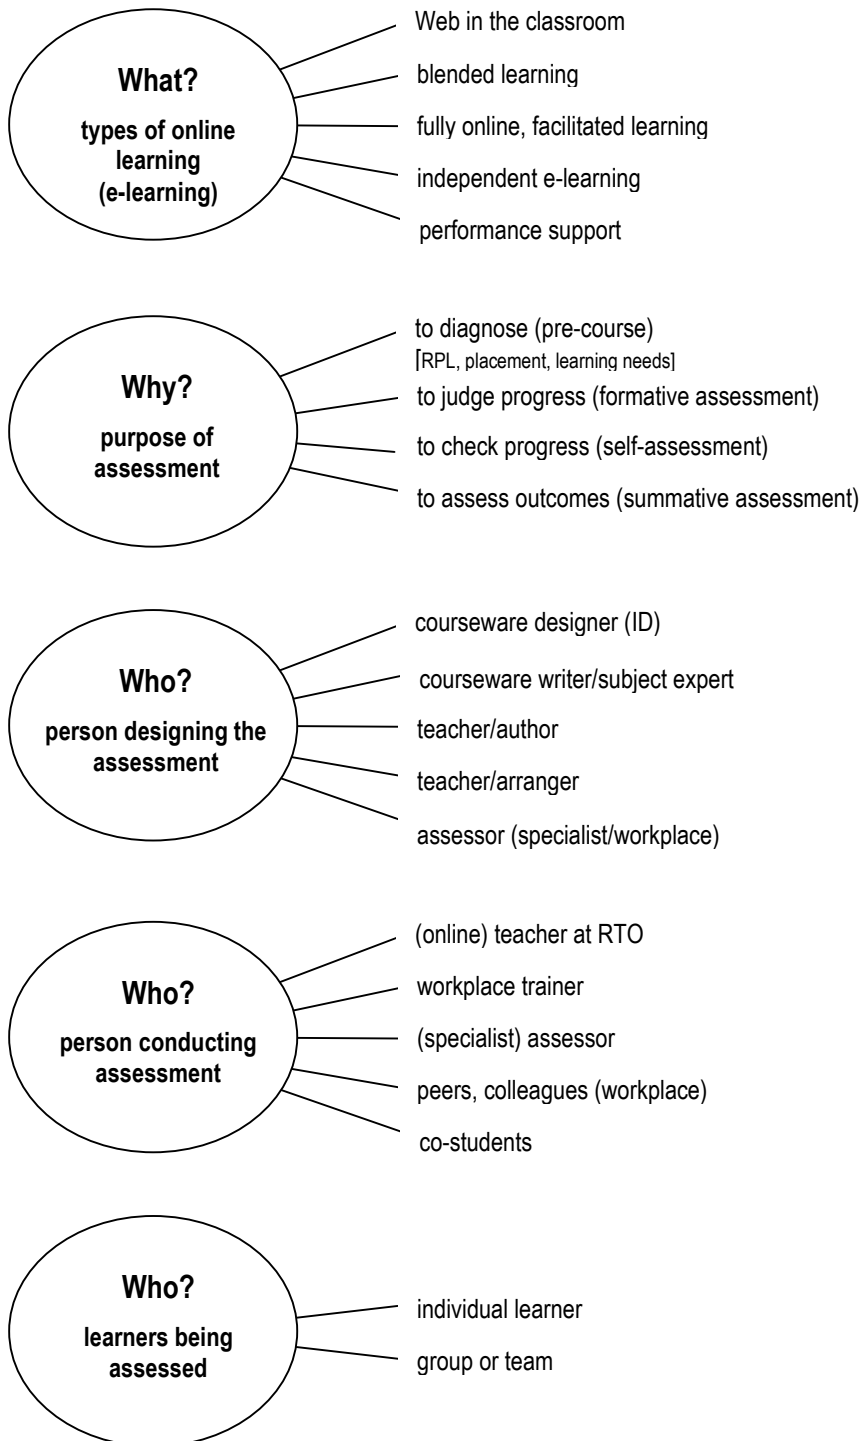 What?
types of online
learning
(e-learning)
Web in the classroom
blended learning
fully online, facilitated learning
independent e-learning
performance support
Why?
purpose of
assessment
to diagnose (pre-course)
[RPL, placement, learning needs]
to judge progress (formative assessment)
to check progress (self-assessment)
to assess outcomes (summative assessment)
Who?
person designing the
assessment
courseware designer (ID)
courseware writer/subject expert
teacher/author
teacher/arranger
assessor (specialist/workplace)
Who?
person conducting
assessment
(online) teacher at RTO
workplace trainer
(specialist) assessor
peers, colleagues (workplace)
co-students
Who?
learners being
assessed
individual learner
group or team